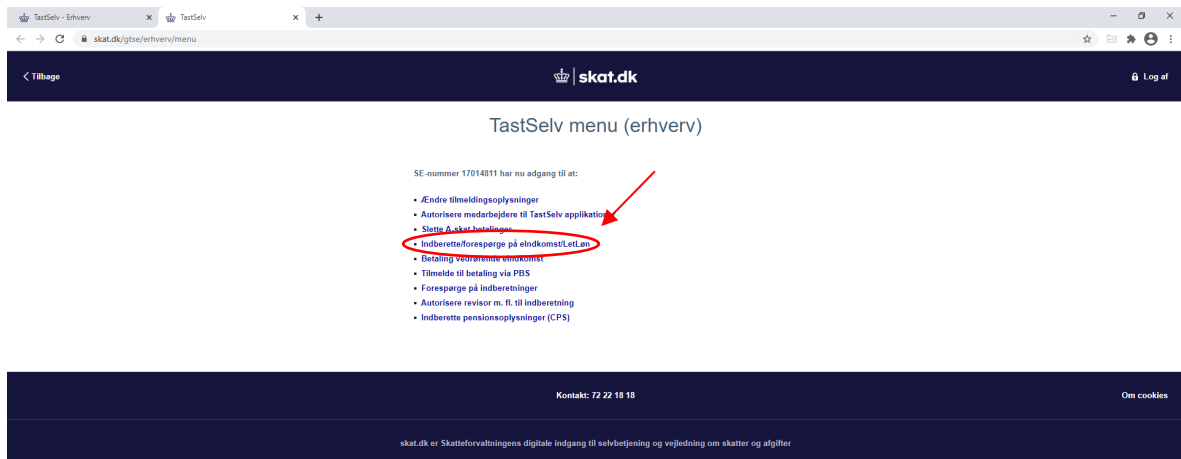 TastSelv - Erhverv
TastSelv
skat.dk/gtse/erhverv/menu
Tilbage
skat.dk
Log af
TastSelv menu (erhverv)
SE-nummer 17014811 har nu adgang til at:
Ændre tilmeldingsoplysninger
Autorisere medarbejdere til TastSelv applikation
Slette A-skat betalinger
Indberette/forespørge på eIndkomst/LetLøn
Betaling vedrørende eIndkomst
Tilmelde til betaling via PBS
Forespørge på indberetninger
Autorisere revisor m. fl. til indberetning
Indberette pensionsoplysninger (CPS)
Kontakt: 72 22 18 18
Om cookies
skat.dk er Skatteforvaltningens digitale indgang til selvbetjening og vejledning om skatter og afgifter